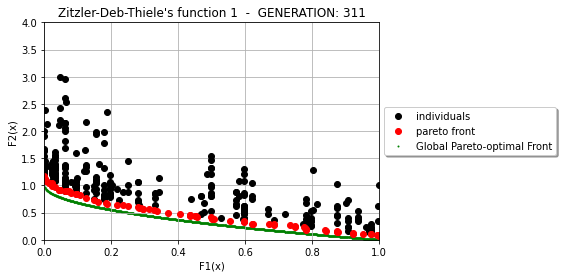 Zitzler-Deb-Thiele's function 1 - GENERATION: 311
4.0
3.5
3.0
2.5
2.0
1.5
1.0
0.5
0.0
F2(x)
0.0 0.2 0.4 0.6 0.8 1.0
F1(x)
individuals
pareto front
Global Pareto-optimal Front